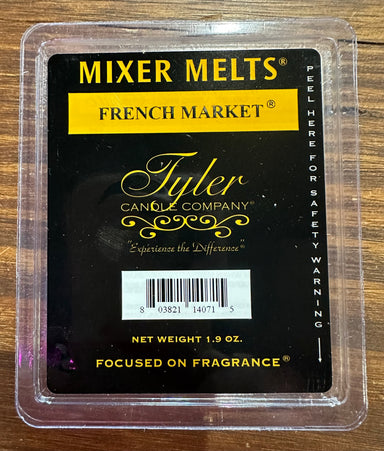 MIXER MELTS®
FRENCH MARKET®
Tyler
CANDLE COMPANY®
"Experience the Difference"®
8 03821 14071 5
NET WEIGHT 1.9 OZ.
FOCUSED ON FRAGRANCE®
PEEL HERE FOR SAFETY WARNING →